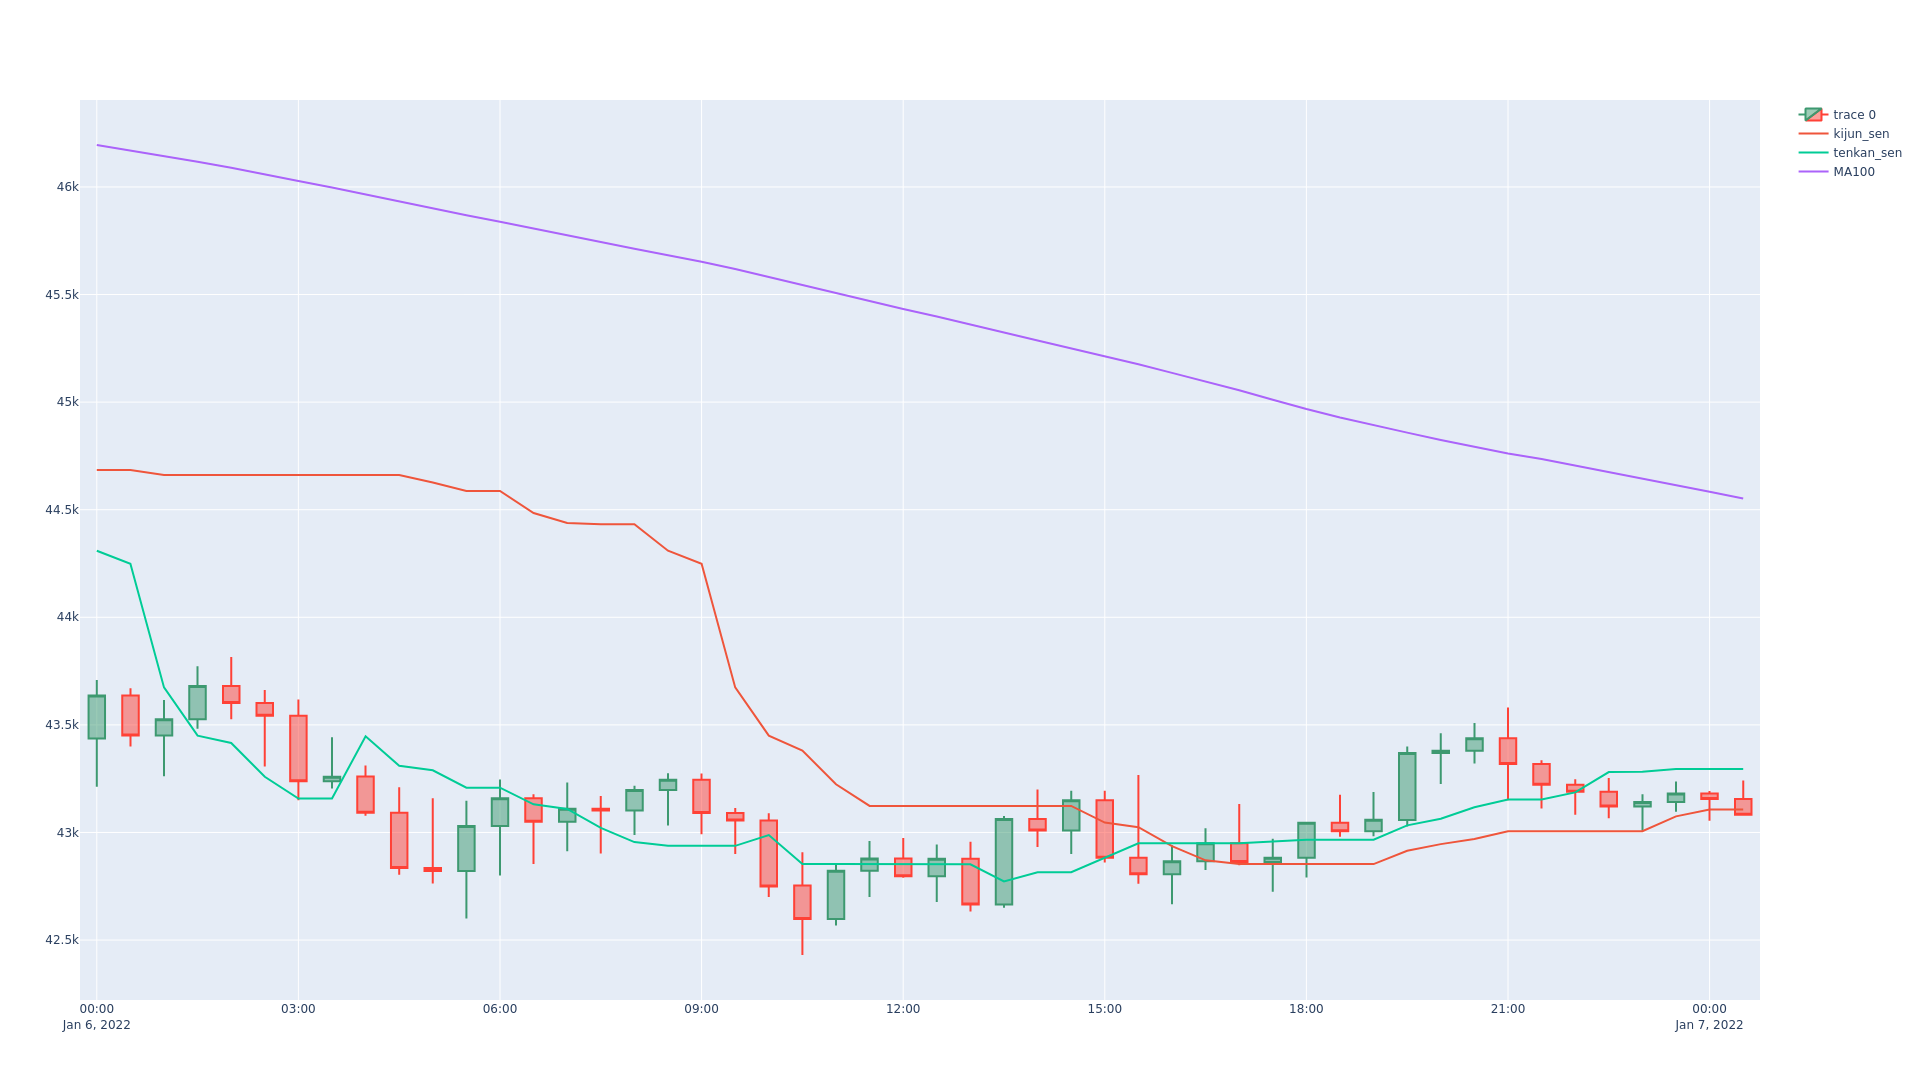 trace 0
kijun_sen
tenkan_sen
MA100
46k
45.5k
45k
44.5k
44k
43.5k
43k
42.5k
00:00 03:00 06:00 09:00 12:00 15:00 18:00 21:00 00:00
Jan 6, 2022 Jan 7, 2022